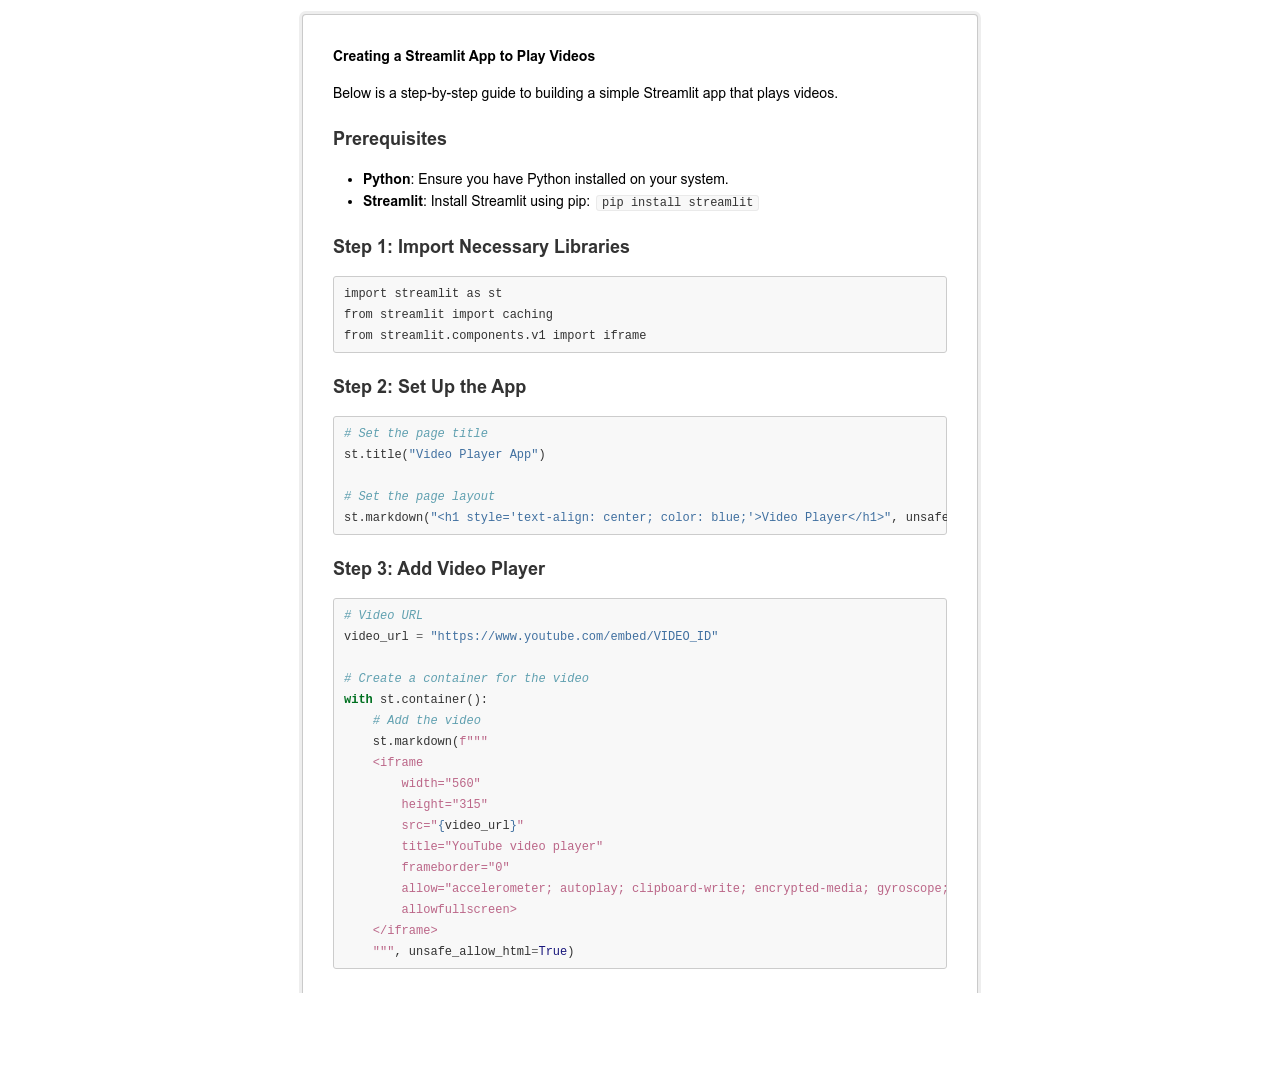 Creating a Streamlit App to Play Videos
Below is a step-by-step guide to building a simple Streamlit app that plays videos.
Prerequisites
• Python: Ensure you have Python installed on your system.
• Streamlit: Install Streamlit using pip: pip install streamlit
Step 1: Import Necessary Libraries
import streamlit as st
from streamlit import caching
from streamlit.components.v1 import iframe
Step 2: Set Up the App
# Set the page title
st.title("Video Player App")

# Set the page layout
st.markdown("<h1 style='text-align: center; color: blue;'>Video Player</h1>", unsafe
Step 3: Add Video Player
# Video URL
video_url = "https://www.youtube.com/embed/VIDEO_ID"

# Create a container for the video
with st.container():
    # Add the video
    st.markdown(f"""
    <iframe
        width="560"
        height="315"
        src="{video_url}"
        title="YouTube video player"
        frameborder="0"
        allow="accelerometer; autoplay; clipboard-write; encrypted-media; gyroscope;
        allowfullscreen>
    </iframe>
    """, unsafe_allow_html=True)